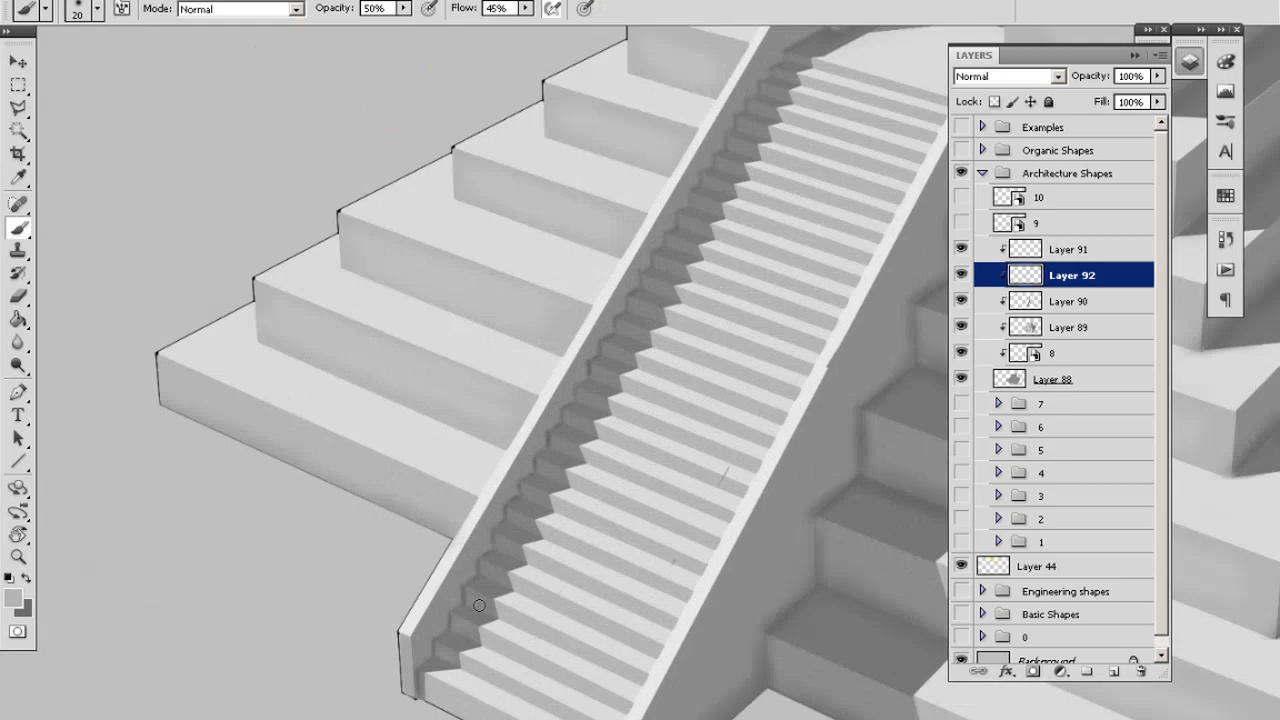 20
Mode: Normal
Opacity: 50%
Flow: 45%
LAYERS
Normal
Opacity: 100%
Lock:
Fill: 100%
Examples
Organic Shapes
Architecture Shapes
10
9
Layer 91
Layer 92
Layer 90
Layer 89
8
Layer 88
7
6
5
4
3
2
1
Layer 44
Engineering shapes
Basic Shapes
0
Background